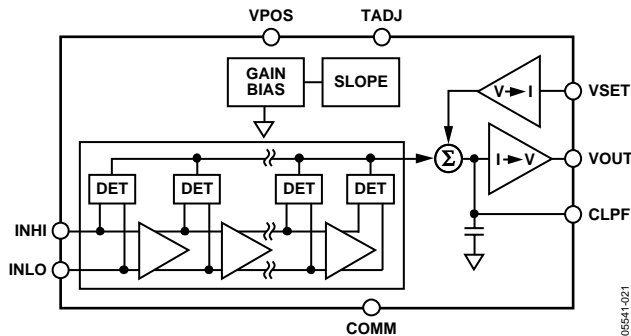 VPOS TADJ
GAIN BIAS
SLOPE
V I
VSET
Σ
I V
VOUT
DET DET DET DET
CLPF
INHI
INLO
COMM
05541-021